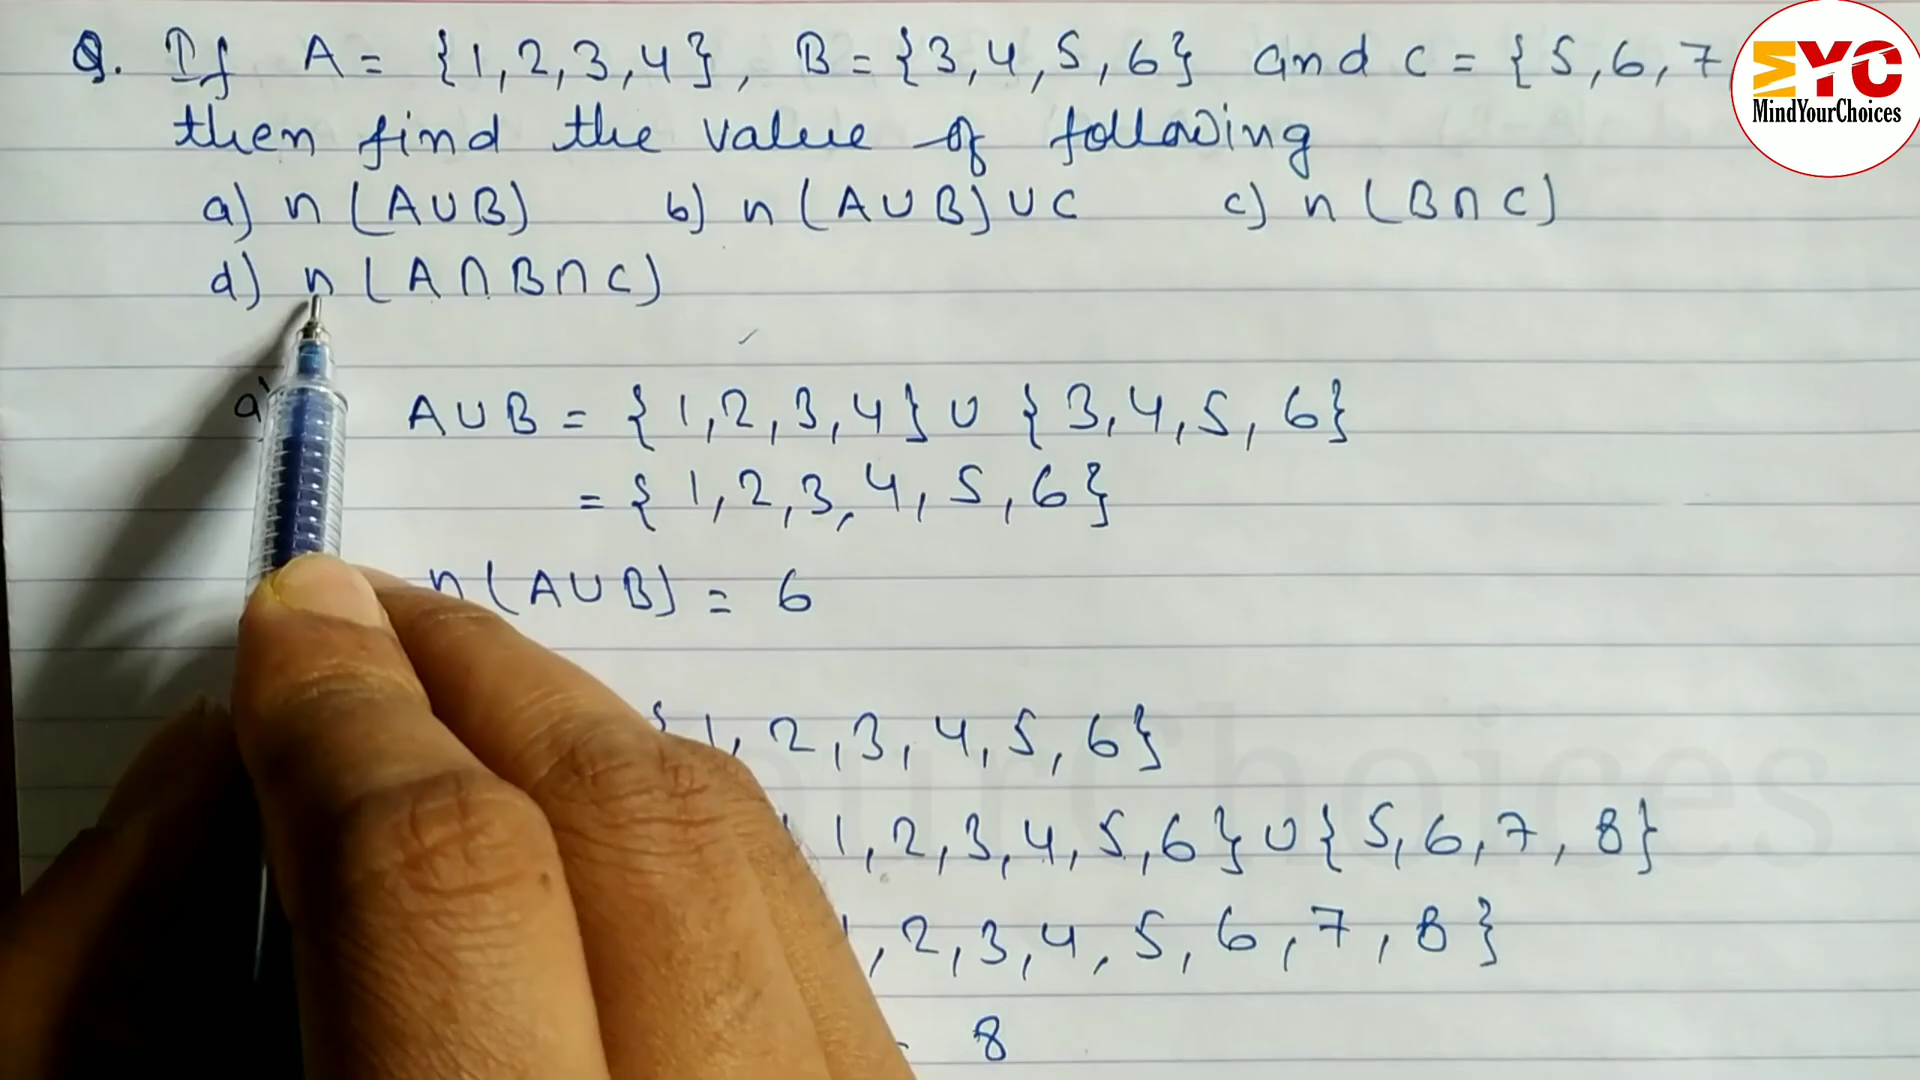 Q. If A = {1,2,3,4}, B = {3,4,5,6} and C = {5,6,7
MYC
MindYourChoices
then find the value of following
a) n(A∪B) b) n(A∪B)∪C c) n(B∩C)
d) n(A∩B∩C)
a) A∪B = {1,2,3,4} ∪ {3,4,5,6}
= {1,2,3,4,5,6}
n(A∪B) = 6
{1,2,3,4,5,6}
1,2,3,4,5,6} ∪ {5,6,7,8}
1,2,3,4,5,6,7,8}
8